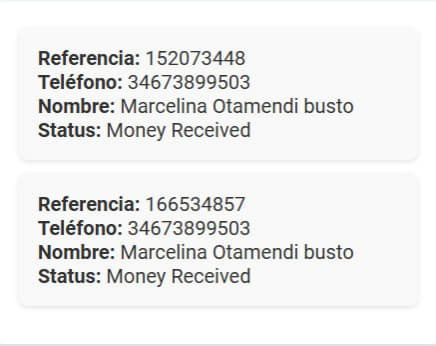 Referencia: 152073448
Teléfono: 34673899503
Nombre: Marcelina Otamendi busto
Status: Money Received
Referencia: 166534857
Teléfono: 34673899503
Nombre: Marcelina Otamendi busto
Status: Money Received